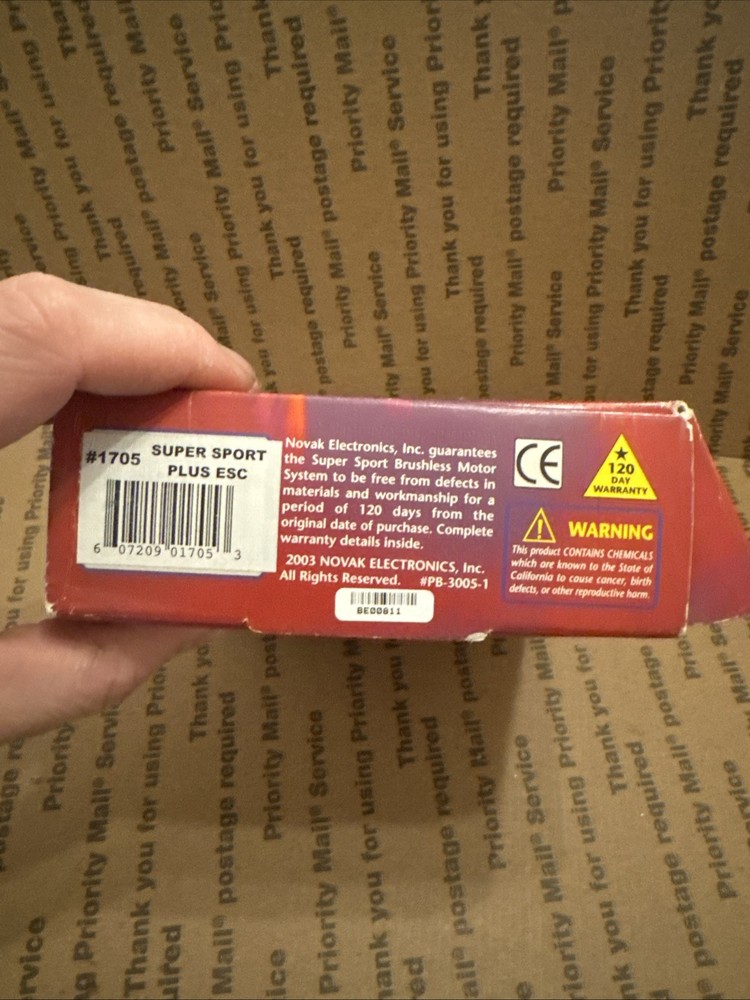 #1705 SUPER SPORT
PLUS ESC
6 07209 01705 3
Novak Electronics, Inc. guarantees
the Super Sport Brushless Motor
System to be free from defects in
materials and workmanship for a
period of 120 days from the
original date of purchase. Complete
warranty details inside.
2003 NOVAK ELECTRONICS, Inc.
All Rights Reserved. #PB-3005-1
BE00811
CE
120
DAY
WARRANTY
WARNING
This product CONTAINS CHEMICALS
which are known to the State of
California to cause cancer, birth
defects, or other reproductive harm.
Thank you for using Priority Mail® Service
Priority Mail® postage required